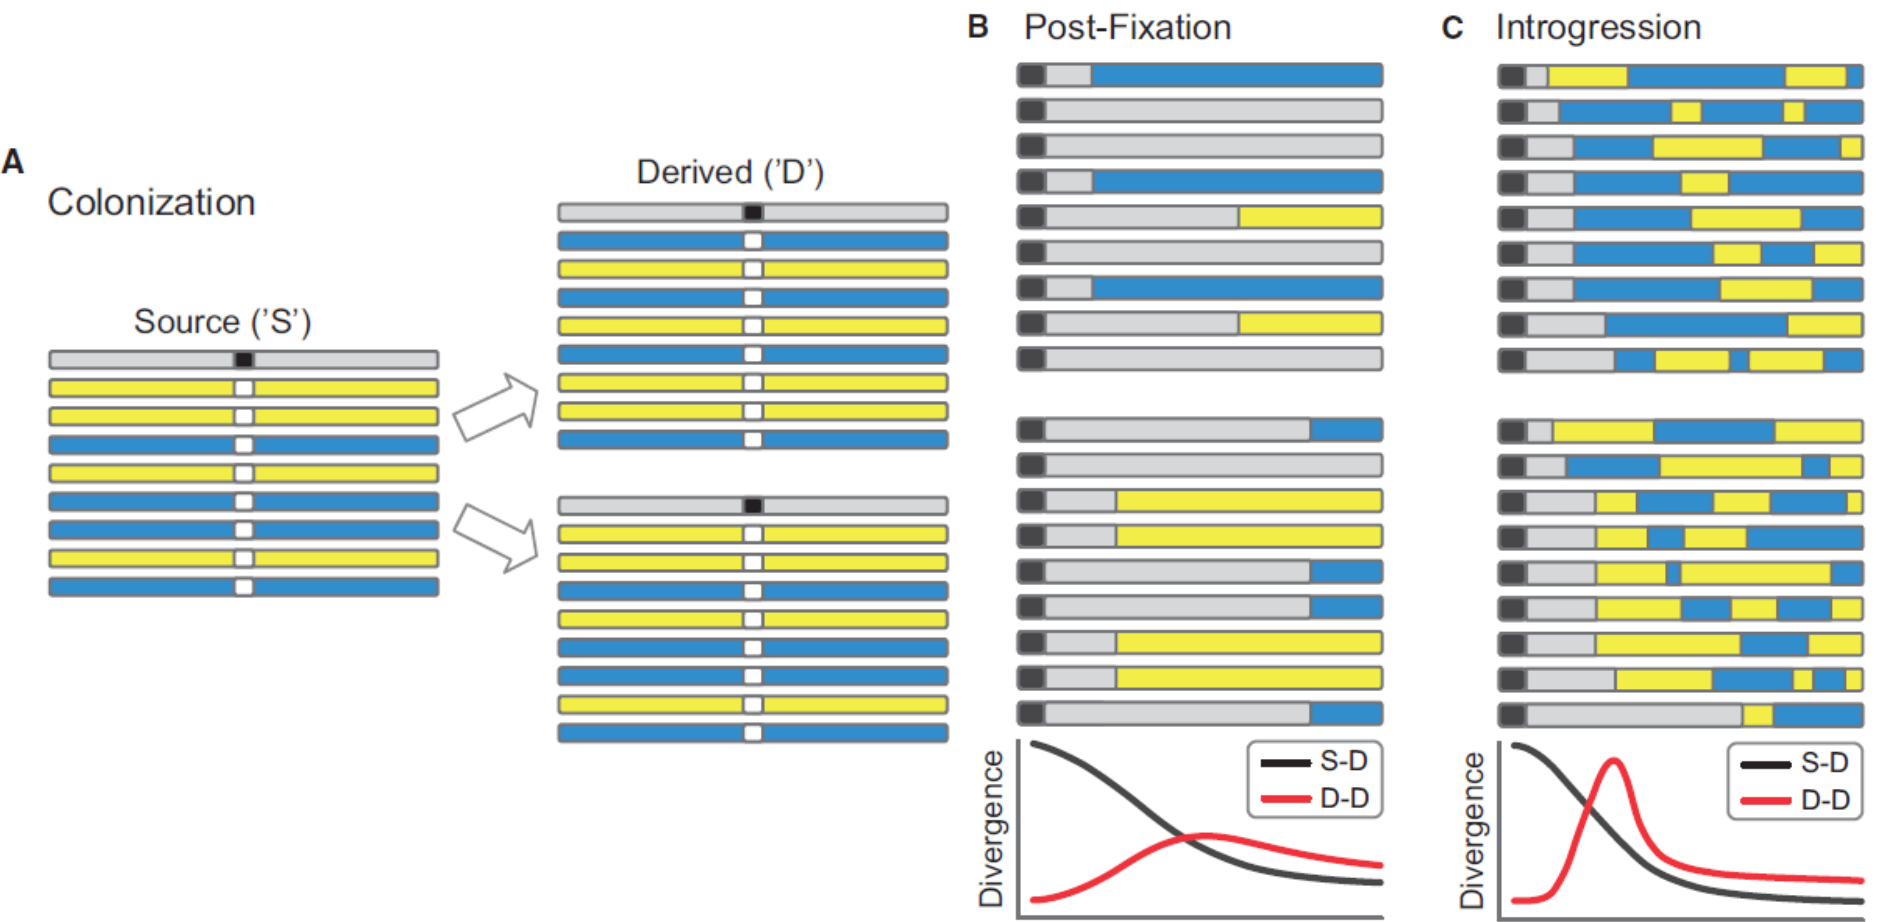 A
Colonization
Source ('S')
Derived ('D')
B Post-Fixation
Divergence
S-D
D-D
C Introgression
Divergence
S-D
D-D